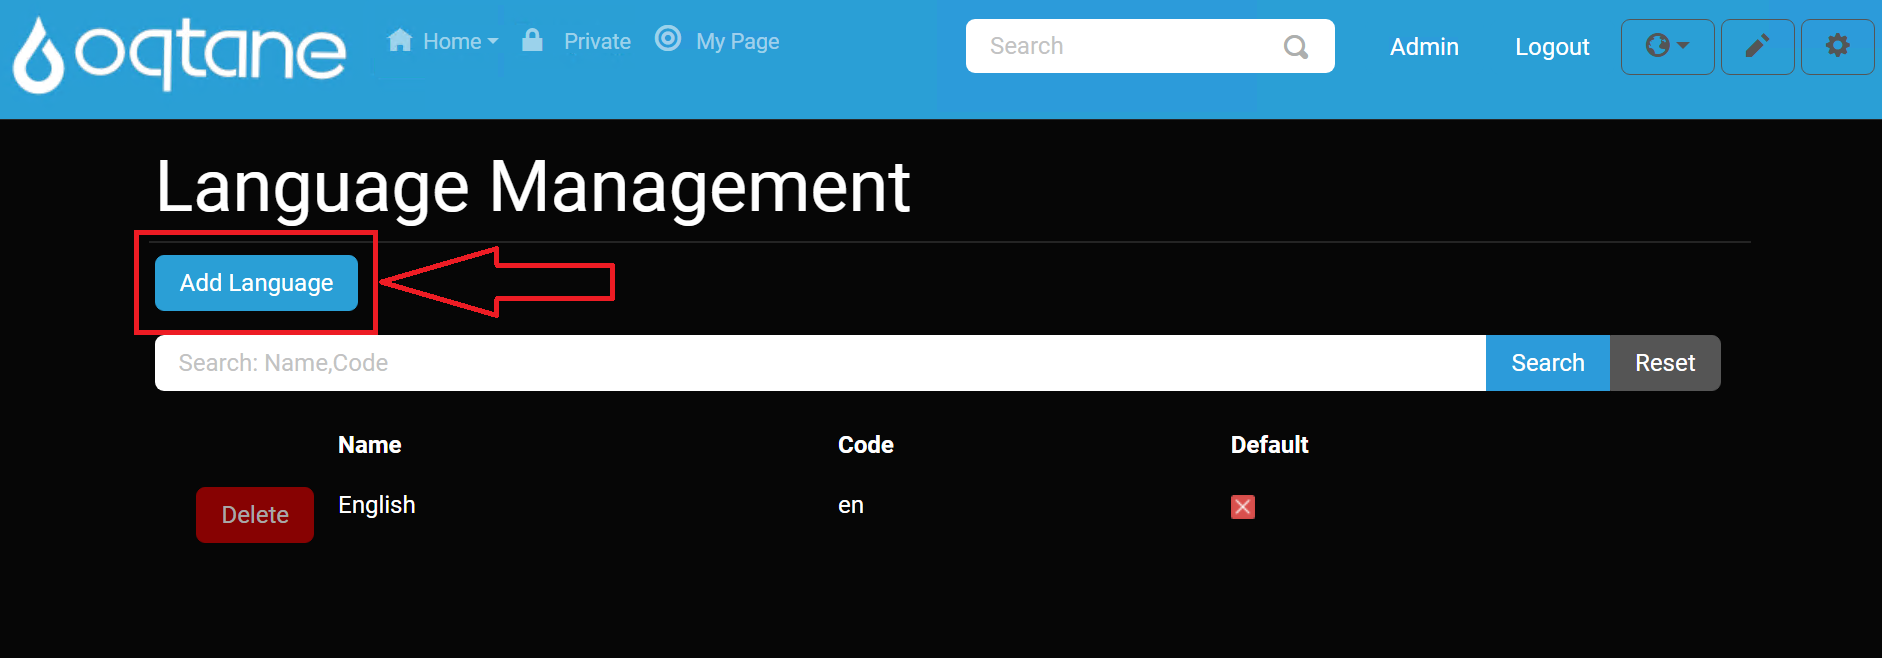 oqtane Home Private My Page Search Admin Logout
Language Management
Add Language
Search: Name,Code Search Reset
Name Code Default
Delete English en